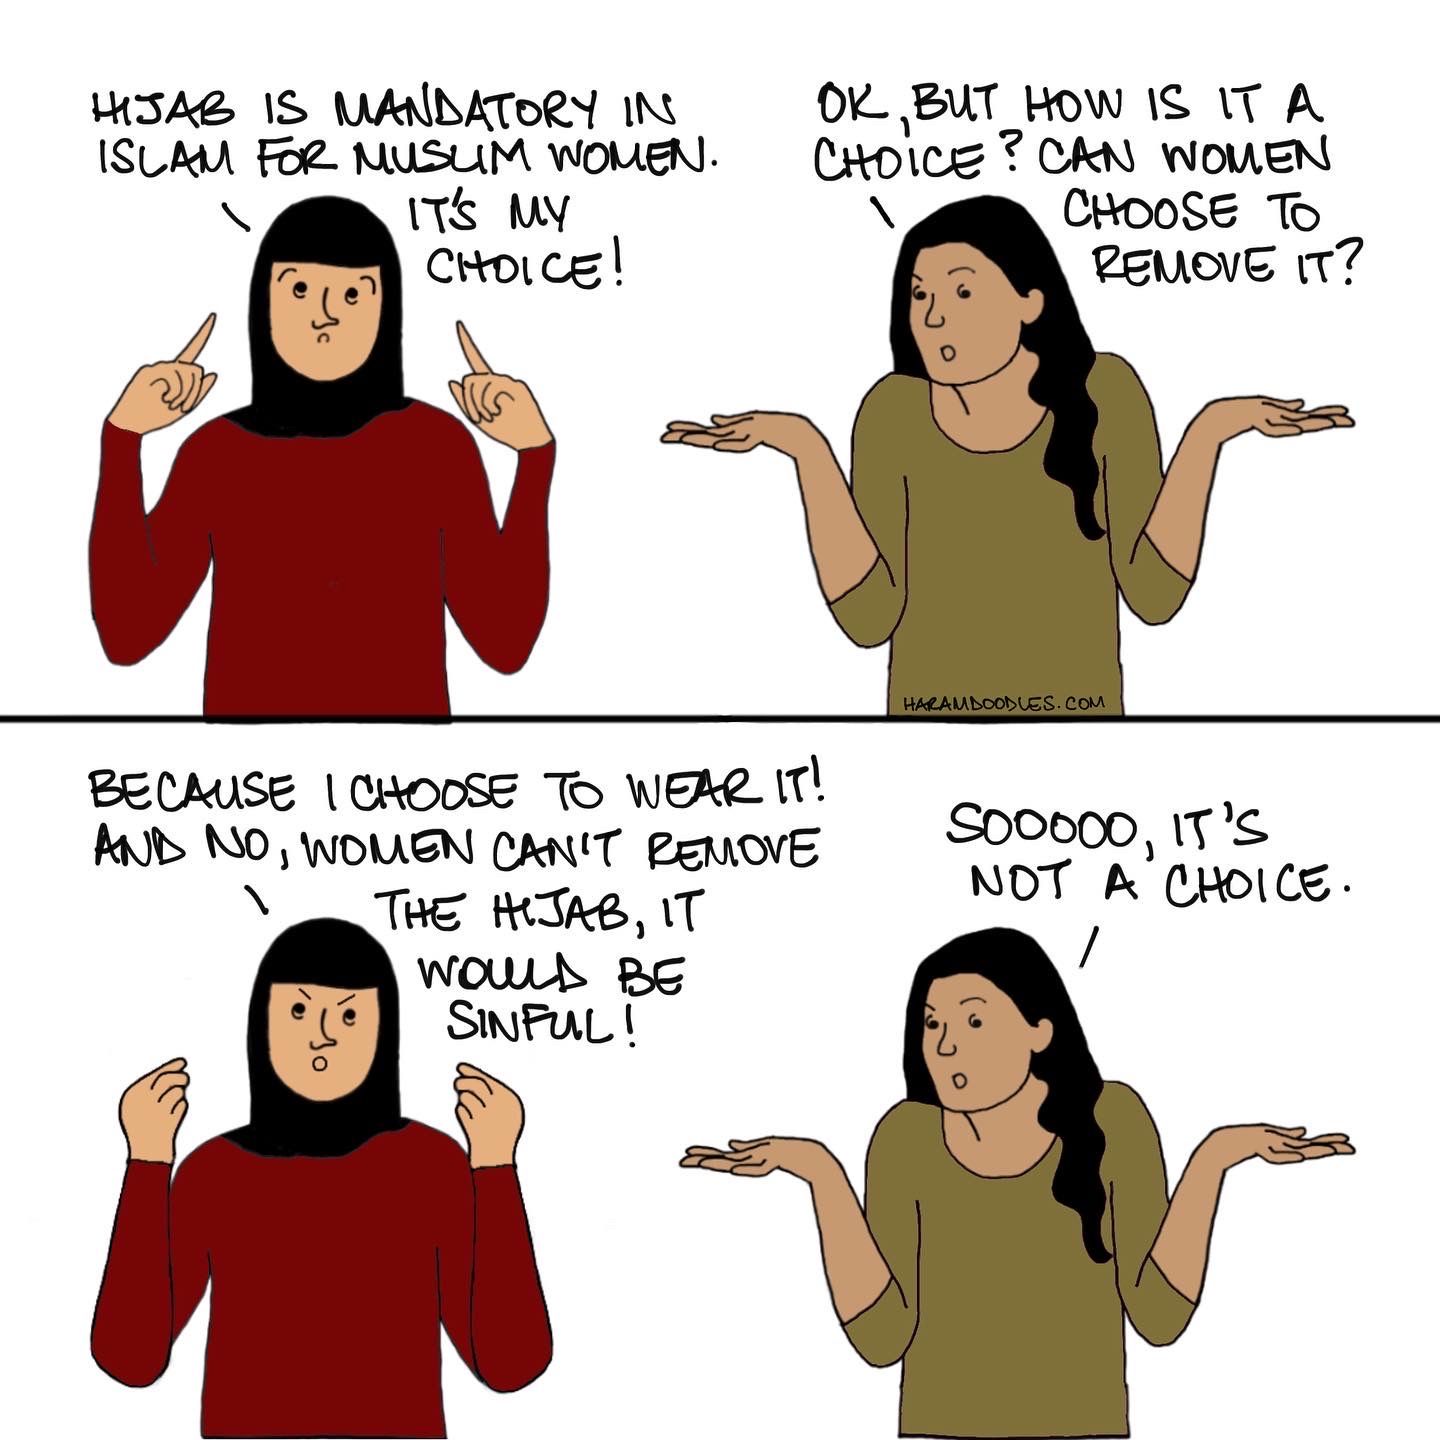 HIJAB IS MANDATORY IN
ISLAM FOR MUSLIM WOMEN.
IT'S MY
CHOICE!
OK, BUT HOW IS IT A
CHOICE? CAN WOMEN
CHOOSE TO
REMOVE IT?
HARAMDOODLES.COM
BECAUSE I CHOOSE TO WEAR IT!
AND NO, WOMEN CAN'T REMOVE
THE HIJAB, IT
WOULD BE
SINFUL!
SOOOOO, IT'S
NOT A CHOICE.